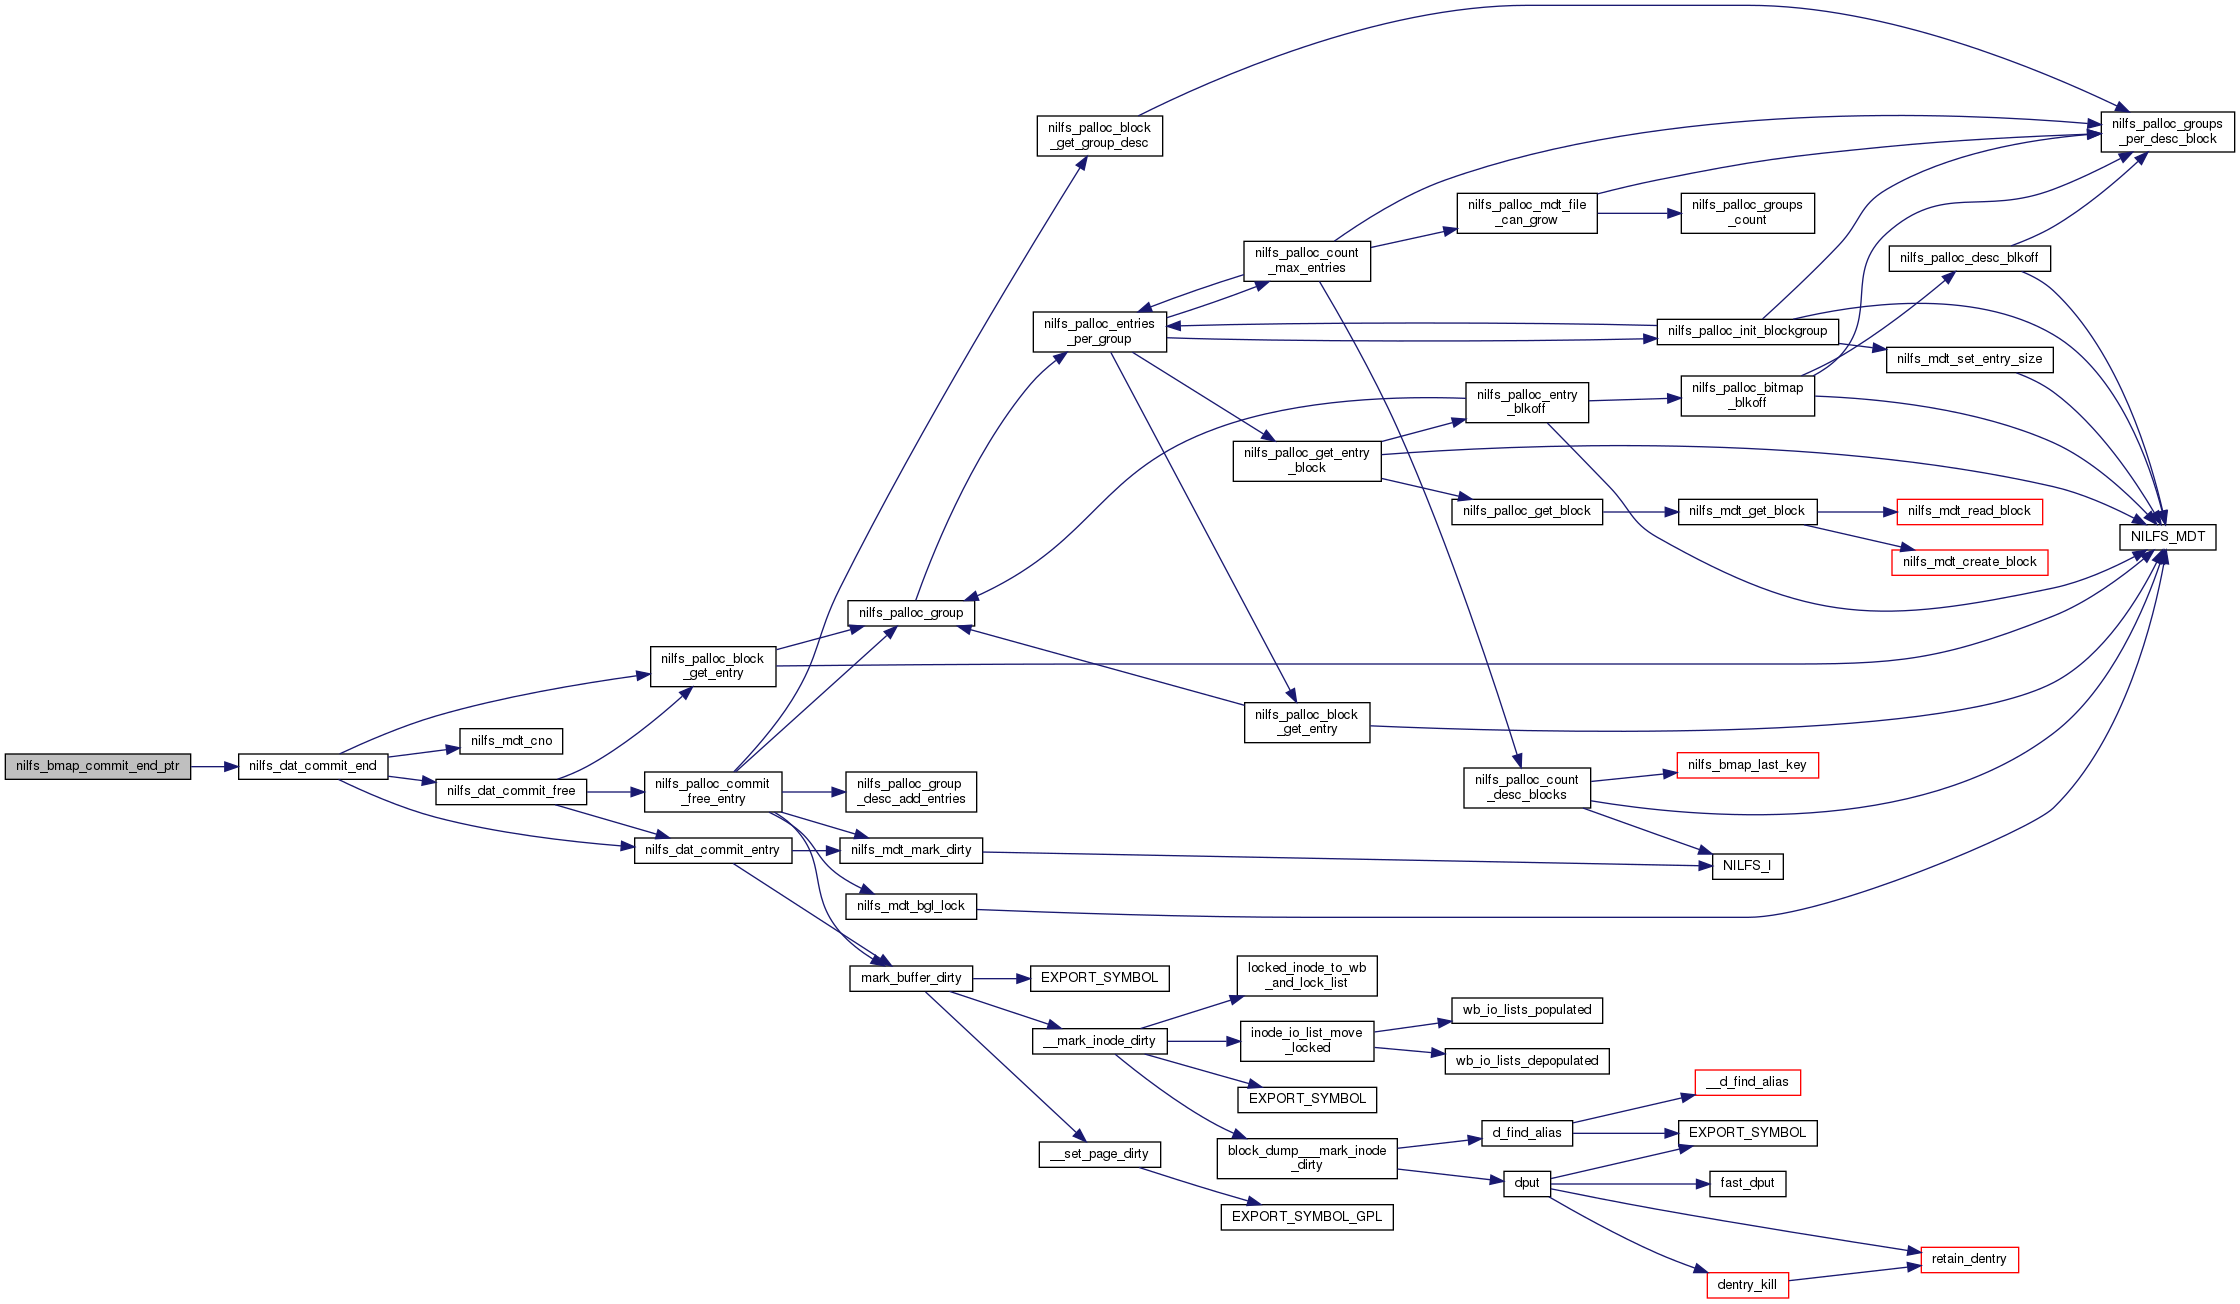 nilfs_bmap_commit_end_ptr
nilfs_dat_commit_end
nilfs_palloc_block
_get_entry
nilfs_mdt_cno
nilfs_dat_commit_free
nilfs_palloc_commit
_free_entry
nilfs_dat_commit_entry
nilfs_palloc_group
nilfs_palloc_group
_desc_add_entries
nilfs_mdt_mark_dirty
nilfs_mdt_bgl_lock
mark_buffer_dirty
nilfs_palloc_block
_get_group_desc
nilfs_palloc_entries
_per_group
EXPORT_SYMBOL
__mark_inode_dirty
__set_page_dirty
nilfs_palloc_count
_max_entries
nilfs_palloc_get_entry
_block
nilfs_palloc_block
_get_entry
locked_inode_to_wb
_and_lock_list
inode_io_list_move
_locked
EXPORT_SYMBOL
block_dump___mark_inode
_dirty
EXPORT_SYMBOL_GPL
nilfs_palloc_mdt_file
_can_grow
nilfs_palloc_entry
_blkoff
nilfs_palloc_get_block
nilfs_palloc_count
_desc_blocks
wb_io_lists_populated
wb_io_lists_depopulated
d_find_alias
dput
nilfs_palloc_groups
_count
nilfs_palloc_init_blockgroup
nilfs_palloc_bitmap
_blkoff
nilfs_mdt_get_block
nilfs_bmap_last_key
NILFS_I
__d_find_alias
EXPORT_SYMBOL
fast_dput
dentry_kill
nilfs_palloc_desc_blkoff
nilfs_mdt_set_entry_size
nilfs_mdt_read_block
nilfs_mdt_create_block
retain_dentry
nilfs_palloc_groups
_per_desc_block
NILFS_MDT